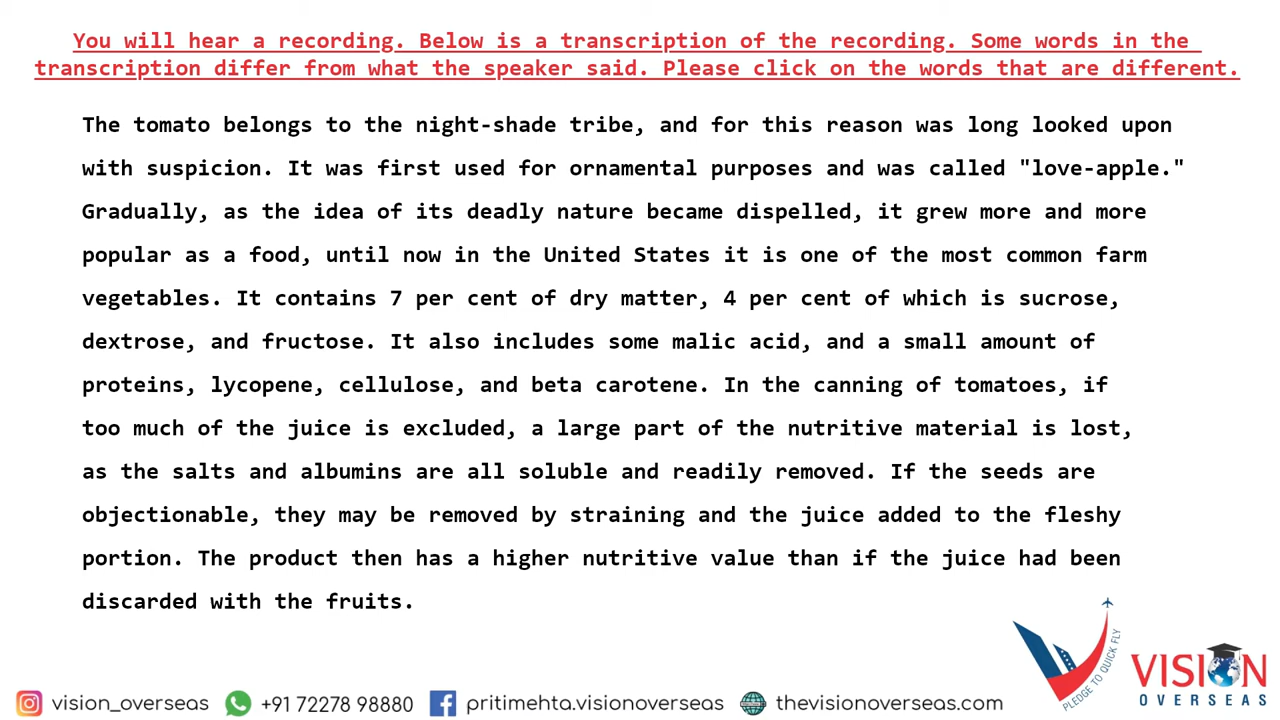 You will hear a recording. Below is a transcription of the recording. Some words in the
transcription differ from what the speaker said. Please click on the words that are different.
The tomato belongs to the night-shade tribe, and for this reason was long looked upon
with suspicion. It was first used for ornamental purposes and was called "love-apple."
Gradually, as the idea of its deadly nature became dispelled, it grew more and more
popular as a food, until now in the United States it is one of the most common farm
vegetables. It contains 7 per cent of dry matter, 4 per cent of which is sucrose,
dextrose, and fructose. It also includes some malic acid, and a small amount of
proteins, lycopene, cellulose, and beta carotene. In the canning of tomatoes, if
too much of the juice is excluded, a large part of the nutritive material is lost,
as the salts and albumins are all soluble and readily removed. If the seeds are
objectionable, they may be removed by straining and the juice added to the fleshy
portion. The product then has a higher nutritive value than if the juice had been
discarded with the fruits.
PLEDGE TO QUICK FLY
VISION
OVERSEAS
vision_overseas +91 72278 98880 pritimehta.visionoverseas thevisionoverseas.com